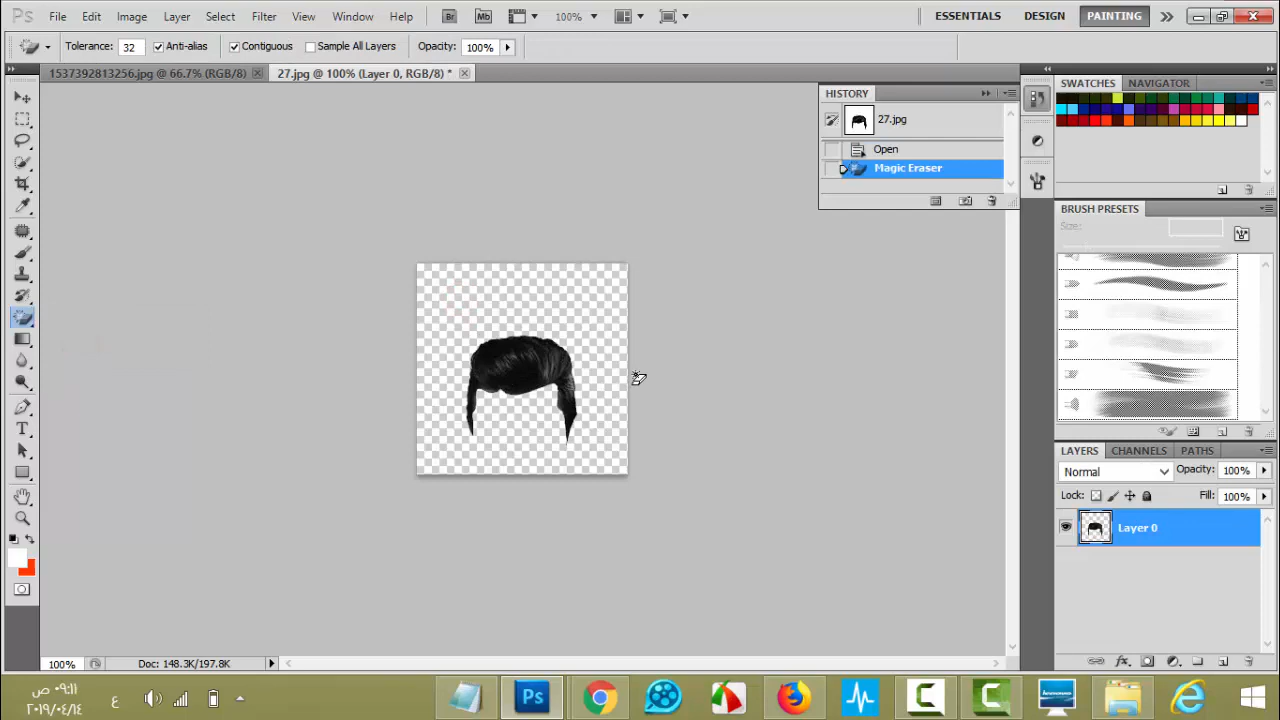 Ps File Edit Image Layer Select Filter View Window Help Br Mb 100% ESSENTIALS DESIGN PAINTING
Tolerance: 32 Anti-alias Contiguous Sample All Layers Opacity: 100%
1537392813256.jpg @ 66.7% (RGB/8) 27.jpg @ 100% (Layer 0, RGB/8) *
HISTORY
27.jpg
Open
Magic Eraser
SWATCHES NAVIGATOR
BRUSH PRESETS
Size:
LAYERS CHANNELS PATHS
Normal Opacity: 100%
Lock: Fill: 100%
Layer 0
T
100% Doc: 148.3K/197.8K
٠٩:١١ ص
٢٠١٩/٠٤/١٤
ع
Ps
lenovo